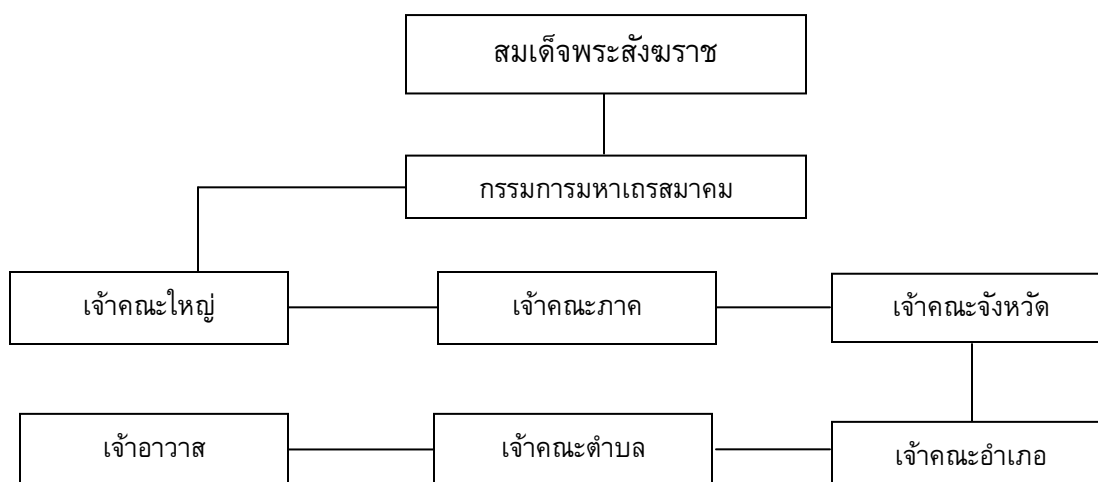 สมเด็จพระสังฆราช
กรรมการมหาเถรสมาคม
เจ้าคณะใหญ่
เจ้าคณะภาค
เจ้าคณะจังหวัด
เจ้าอาวาส
เจ้าคณะตำบล
เจ้าคณะอำเภอ